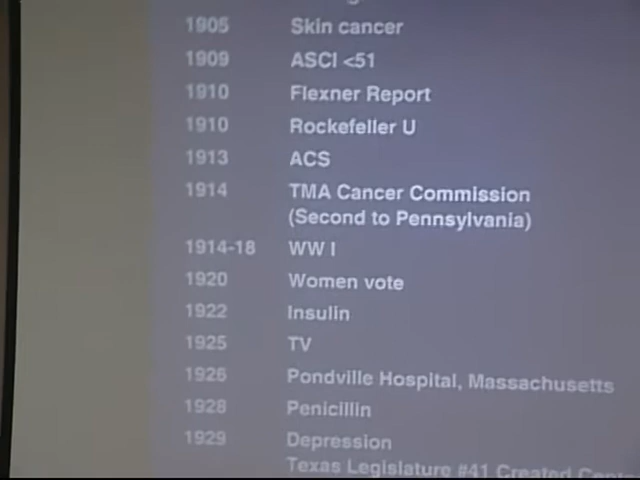 1905 Skin cancer
1909 ASCI <51
1910 Flexner Report
1910 Rockefeller U
1913 ACS
1914 TMA Cancer Commission
(Second to Pennsylvania)
1914-18 WW I
1920 Women vote
1922 Insulin
1925 TV
1926 Pondville Hospital, Massachusetts
1928 Penicillin
1929 Depression
Texas Legislature #41 Created